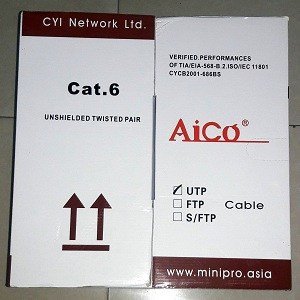 CYI Network Ltd.
Cat.6
UNSHIELDED TWISTED PAIR
VERIFIED.PERFORMANCES
OF TIA/EIA-568-B.2.ISO/IEC 11801
CYCB2001-686BS
AiCo®
UTP
FTP Cable
S/FTP
www.minipro.asia